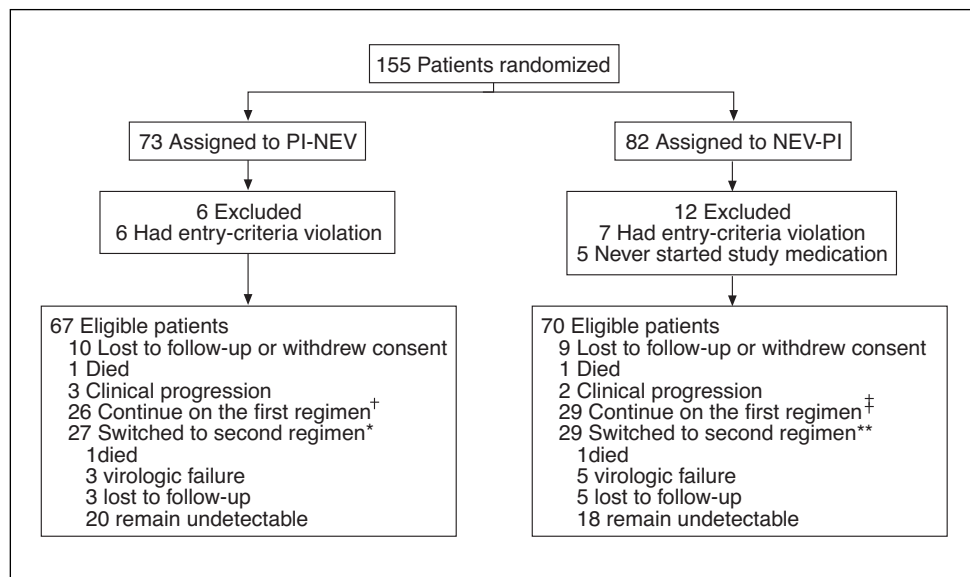 155 Patients randomized
73 Assigned to PI-NEV
82 Assigned to NEV-PI
6 Excluded
6 Had entry-criteria violation
12 Excluded
7 Had entry-criteria violation
5 Never started study medication
67 Eligible patients
10 Lost to follow-up or withdrew consent
1 Died
3 Clinical progression
26 Continue on the first regimen†
27 Switched to second regimen*
1died
3 virologic failure
3 lost to follow-up
20 remain undetectable
70 Eligible patients
9 Lost to follow-up or withdrew consent
1 Died
2 Clinical progression
29 Continue on the first regimen‡
29 Switched to second regimen**
1died
5 virologic failure
5 lost to follow-up
18 remain undetectable